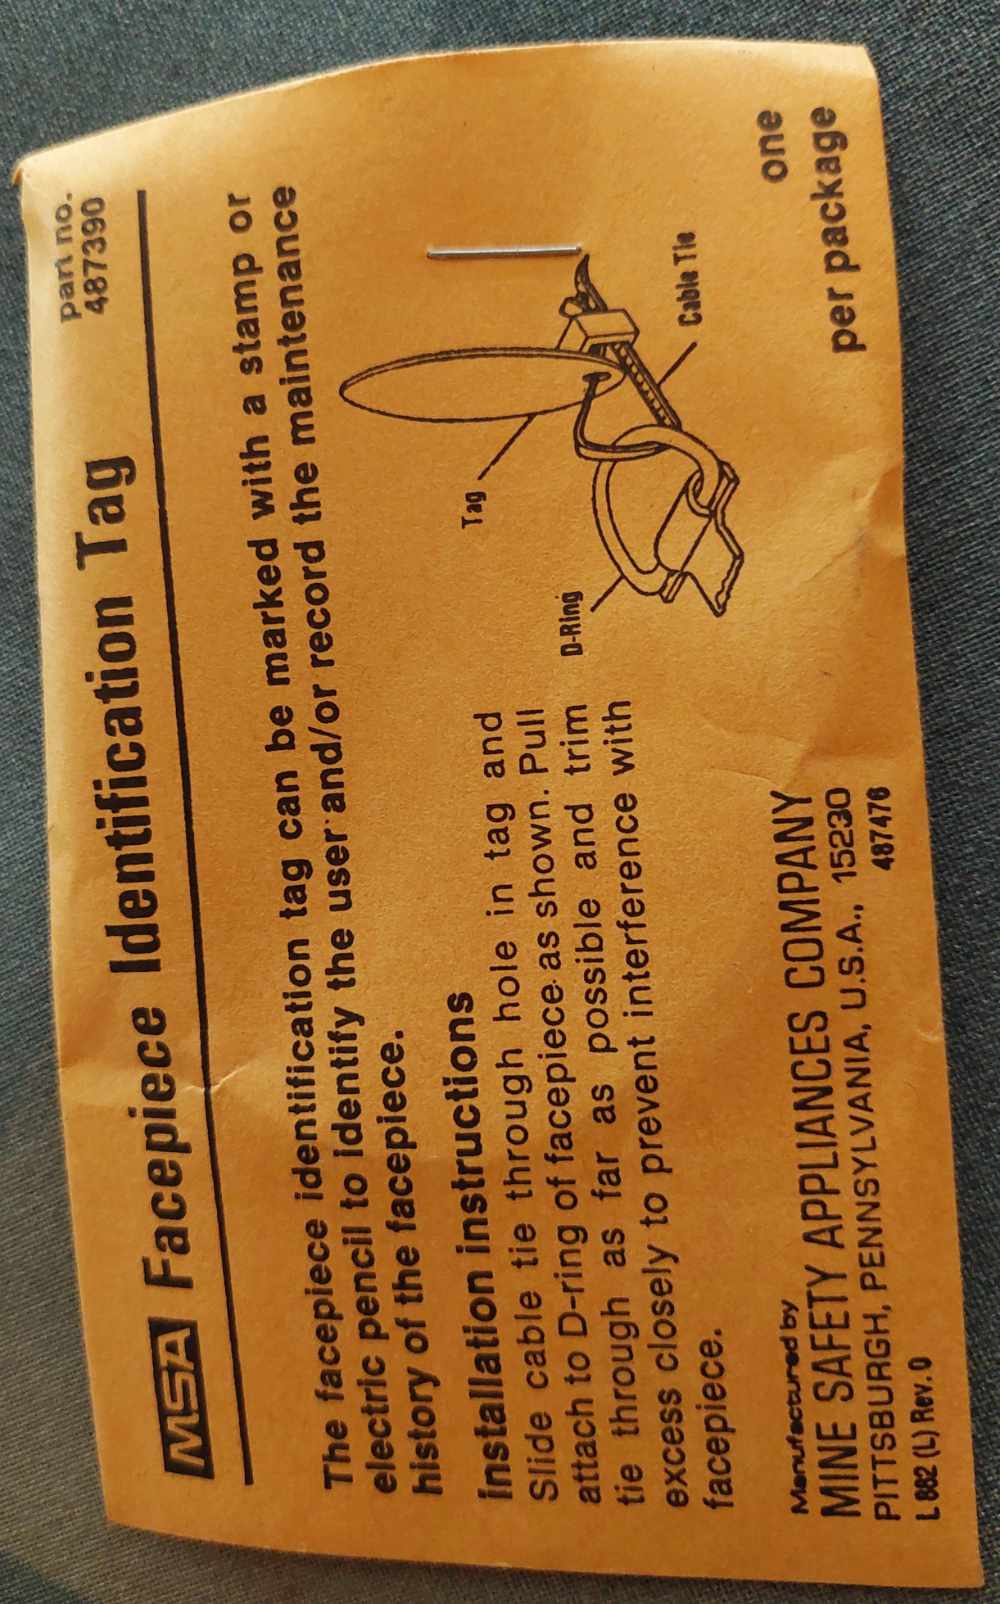 MSA Facepiece Identification Tag
part no.
487390
The facepiece identification tag can be marked with a stamp or
electric pencil to identify the user and/or record the maintenance
history of the facepiece.
installation instructions
Slide cable tie through hole in tag and
attach to D-ring of facepiece as shown. Pull
tie through as far as possible and trim
excess closely to prevent interference with
facepiece.
Tag
D-Ring
Cable Tie
Manufactured by
MINE SAFETY APPLIANCES COMPANY
PITTSBURGH, PENNSYLVANIA, U.S.A., 15230
L 882 (L) Rev. 0
487476
one
per package